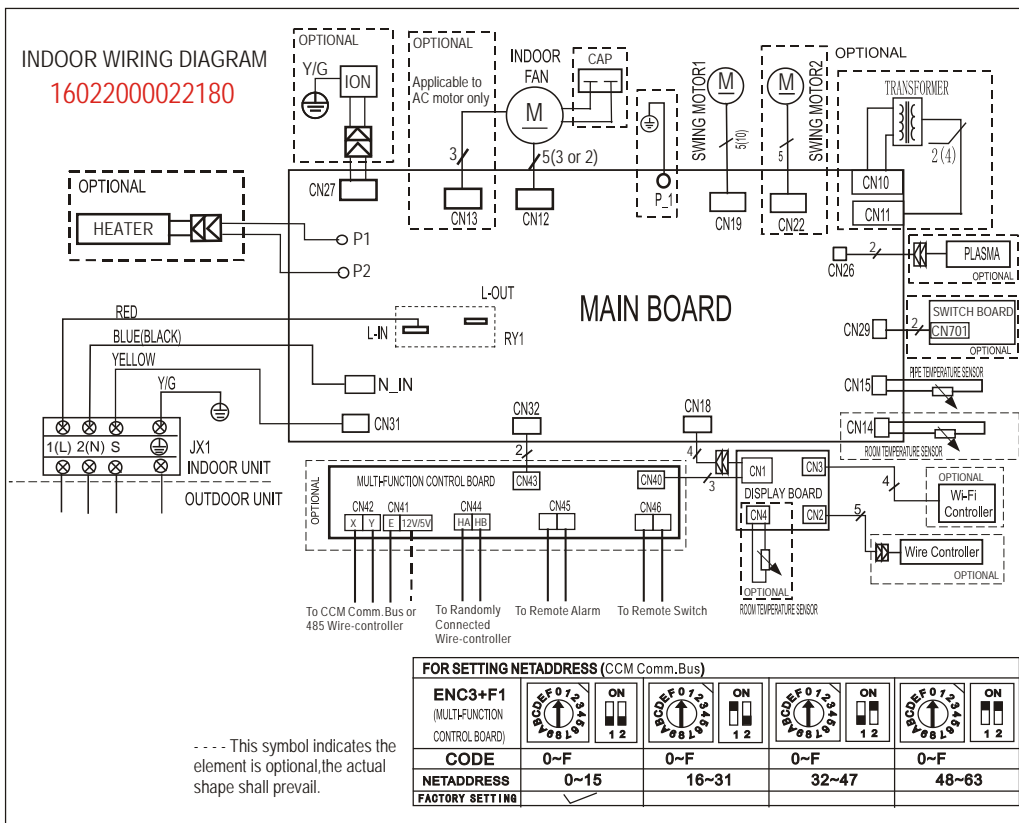 INDOOR WIRING DIAGRAM
16022000022180
OPTIONAL
Y/G
ION
CN27
OPTIONAL
Applicable to
AC motor only
3
CN13
INDOOR
FAN
M
5(3 or 2)
CN12
CAP
P_1
SWING MOTOR1
M
5(10)
CN19
SWING MOTOR2
M
5
CN22
OPTIONAL
TRANSFORMER
2(4)
CN10
CN11
OPTIONAL
HEATER
P1
P2
CN26
2
PLASMA
OPTIONAL
L-OUT
L-IN
RY1
MAIN BOARD
CN29
2
SWITCH BOARD
CN701
OPTIONAL
RED
BLUE(BLACK)
YELLOW
Y/G
N_IN
CN31
CN15
PIPE TEMPERATURE SENSOR
CN14
ROOM TEMPERATURE SENSOR
1(L) 2(N) S
JX1
INDOOR UNIT
OUTDOOR UNIT
CN32
2
CN18
4
OPTIONAL
MULTI-FUNCTION CONTROL BOARD
CN43
CN40
3
CN42
X Y
CN41
E 12V/5V
CN44
HA HB
CN45
CN46
CN1
CN3
DISPLAY BOARD
CN4
CN2
OPTIONAL
ROOM TEMPERATURE SENSOR
4
OPTIONAL
Wi-Fi
Controller
5
Wire Controller
OPTIONAL
To CCM Comm.Bus or
485 Wire-controller
To Randomly
Connected
Wire-controller
To Remote Alarm
To Remote Switch
FOR SETTING NETADDRESS (CCM Comm.Bus)
ENC3+F1
(MULTI-FUNCTION
CONTROL BOARD)
0123456789ABCDEF
ON
1 2
0123456789ABCDEF
ON
1 2
0123456789ABCDEF
ON
1 2
0123456789ABCDEF
ON
1 2
CODE 0~F 0~F 0~F 0~F
NETADDRESS 0~15 16~31 32~47 48~63
FACTORY SETTING
- - - - This symbol indicates the
element is optional,the actual
shape shall prevail.